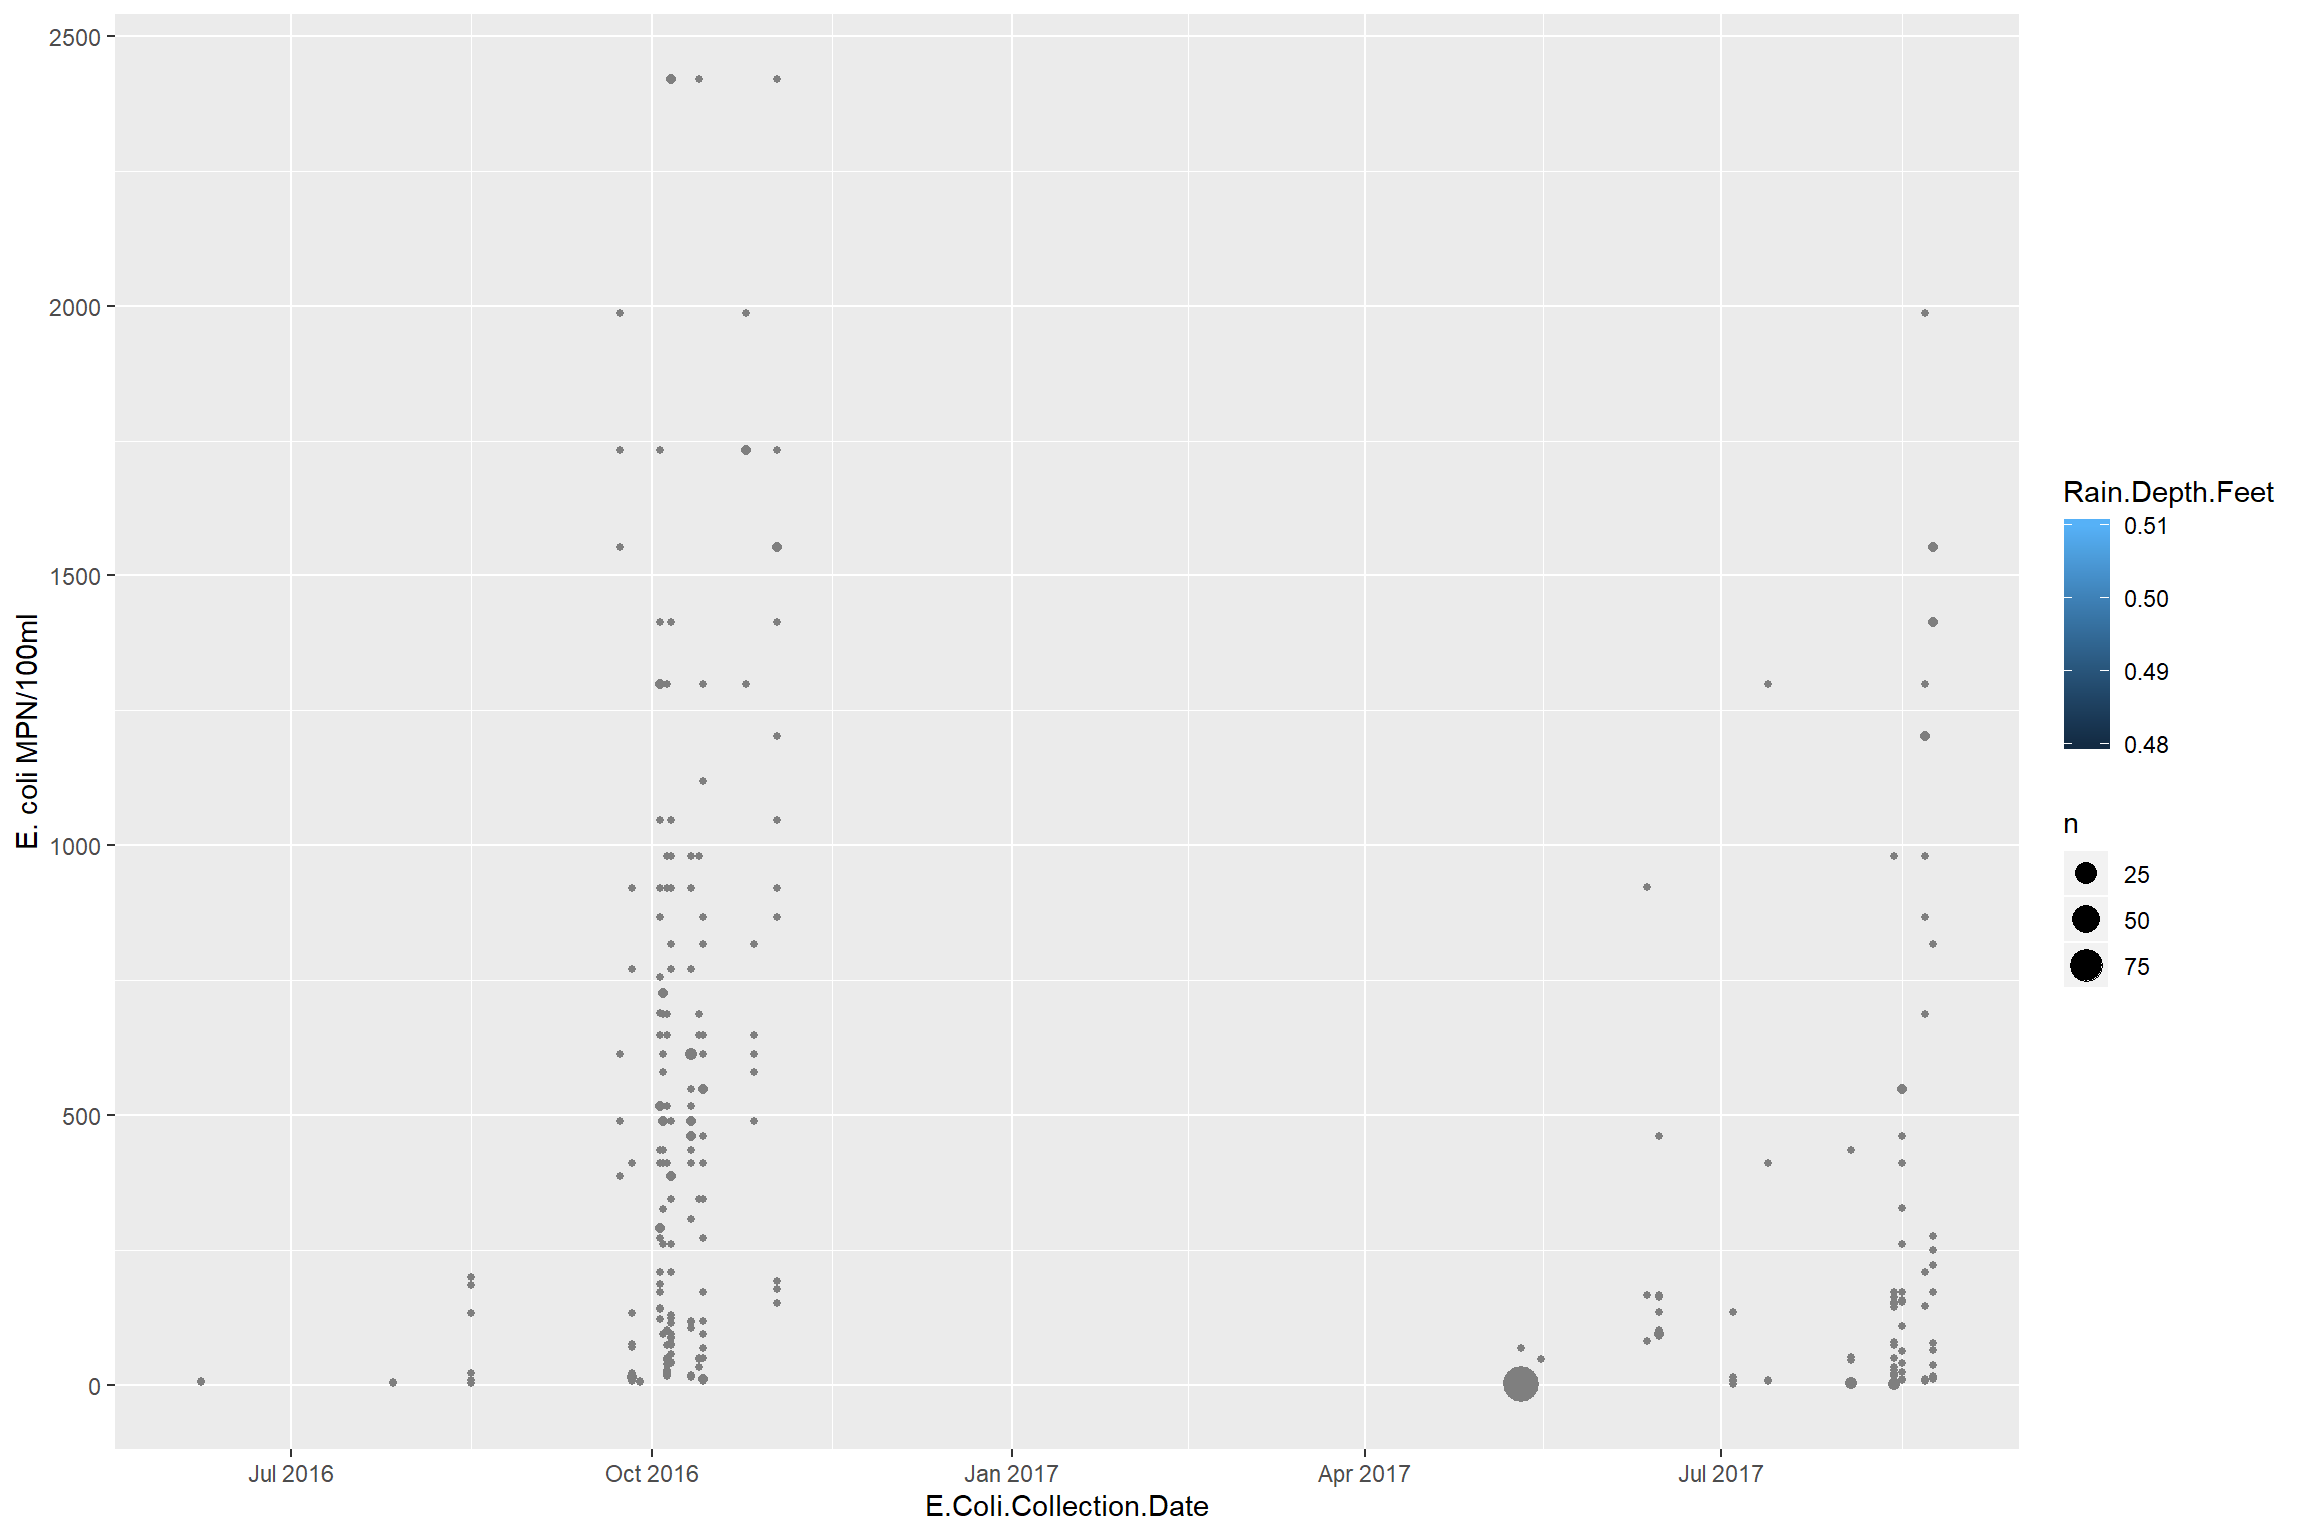 E. coli MPN/100ml
2500
2000
1500
1000
500
0
Jul 2016
Oct 2016
Jan 2017
Apr 2017
Jul 2017
E.Coli.Collection.Date
Rain.Depth.Feet
0.51
0.50
0.49
0.48
n
25
50
75